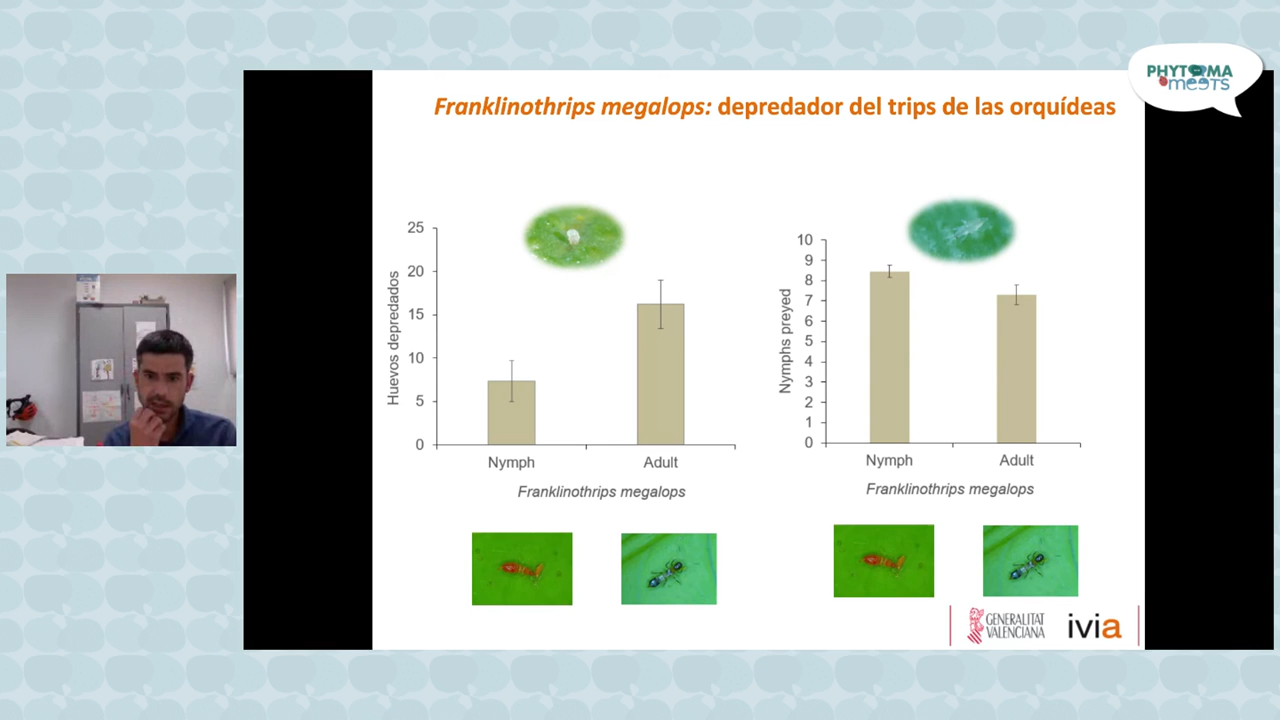 PHYTOMA
meets
Franklinothrips megalops: depredador del trips de las orquídeas
Huevos depredados
25
20
15
10
5
0
Nymph Adult
Franklinothrips megalops
Nymphs preyed
10
9
8
7
6
5
4
3
2
1
0
Nymph Adult
Franklinothrips megalops
GENERALITAT
VALENCIANA
ivia